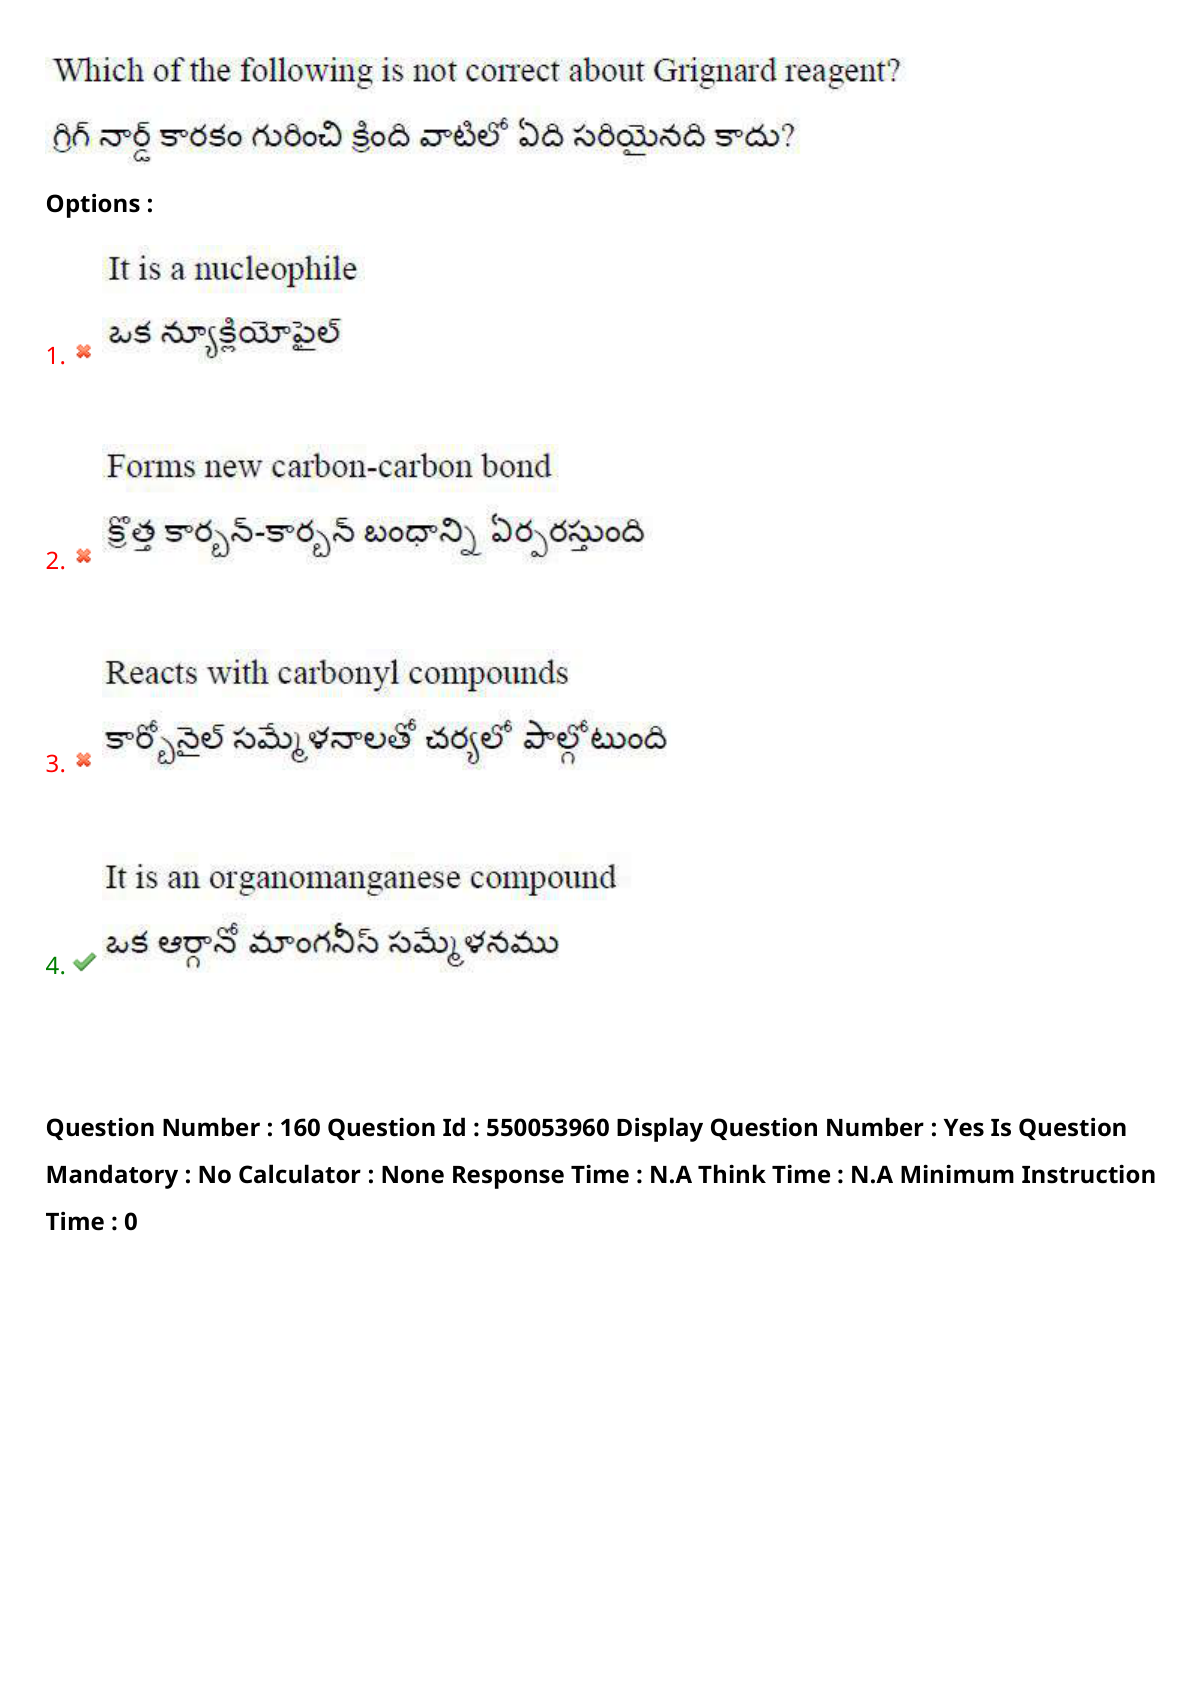 Which of the following is not correct about Grignard reagent?
గ్రిగ్ నార్డ్ కారకం గురించి క్రింది వాటిలో ఏది సరియైనది కాదు?
Options :
It is a nucleophile
ఒక న్యూక్లియోఫైల్
1.
Forms new carbon-carbon bond
క్రొత్త కార్బన్-కార్బన్ బంధాన్ని ఏర్పరస్తుంది
2.
Reacts with carbonyl compounds
కార్బోనైల్ సమ్మేళనాలతో చర్యలో పాల్గోటుంది
3.
It is an organomanganese compound
ఒక ఆర్గానో మాంగనీస్ సమ్మేళనము
4.
Question Number : 160 Question Id : 550053960 Display Question Number : Yes Is Question
Mandatory : No Calculator : None Response Time : N.A Think Time : N.A Minimum Instruction
Time : 0